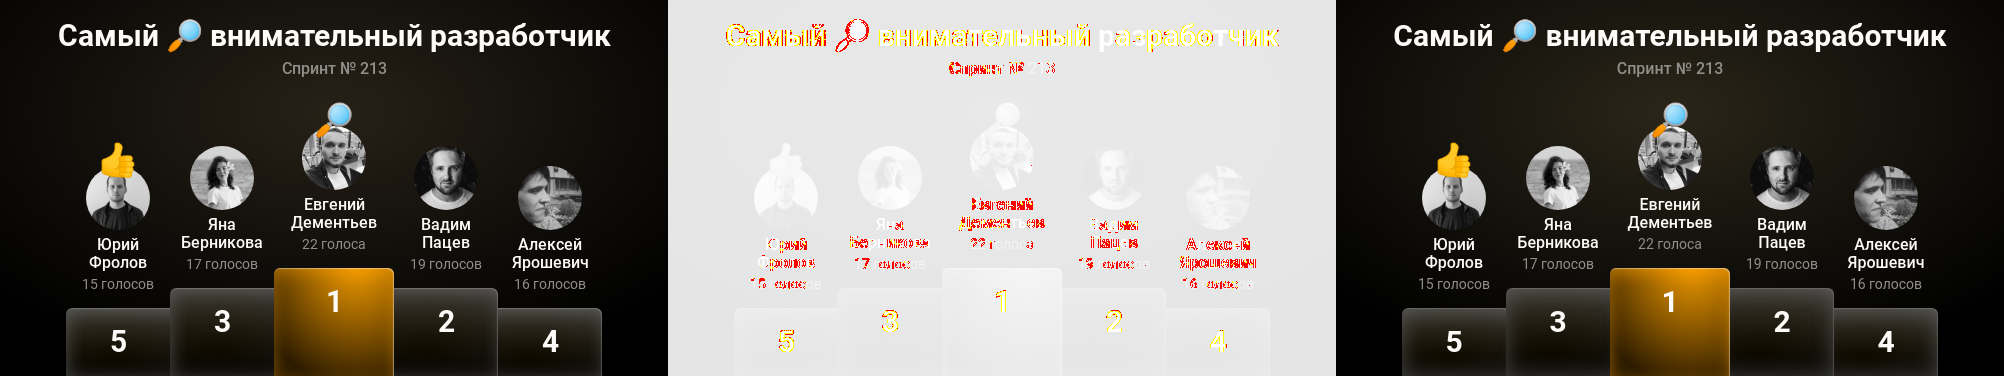 Самый 🔎 внимательный разработчик
Спринт № 213
Евгений
Дементьев
22 голоса
Яна
Берникова
17 голосов
Вадим
Пацев
19 голосов
Юрий
Фролов
15 голосов
Алексей
Ярошевич
16 голосов
5
3
1
2
4
Самый 🔎 внимательный разработчик
Спринт № 213
Евгений
Дементьев
22 голоса
Яна
Берникова
17 голосов
Вадим
Пацев
19 голосов
Юрий
Фролов
15 голосов
Алексей
Ярошевич
16 голосов
5
3
1
2
4
Самый 🔎 внимательный разработчик
Спринт № 213
Евгений
Дементьев
22 голоса
Яна
Берникова
17 голосов
Вадим
Пацев
19 голосов
Юрий
Фролов
15 голосов
Алексей
Ярошевич
16 голосов
5
3
1
2
4